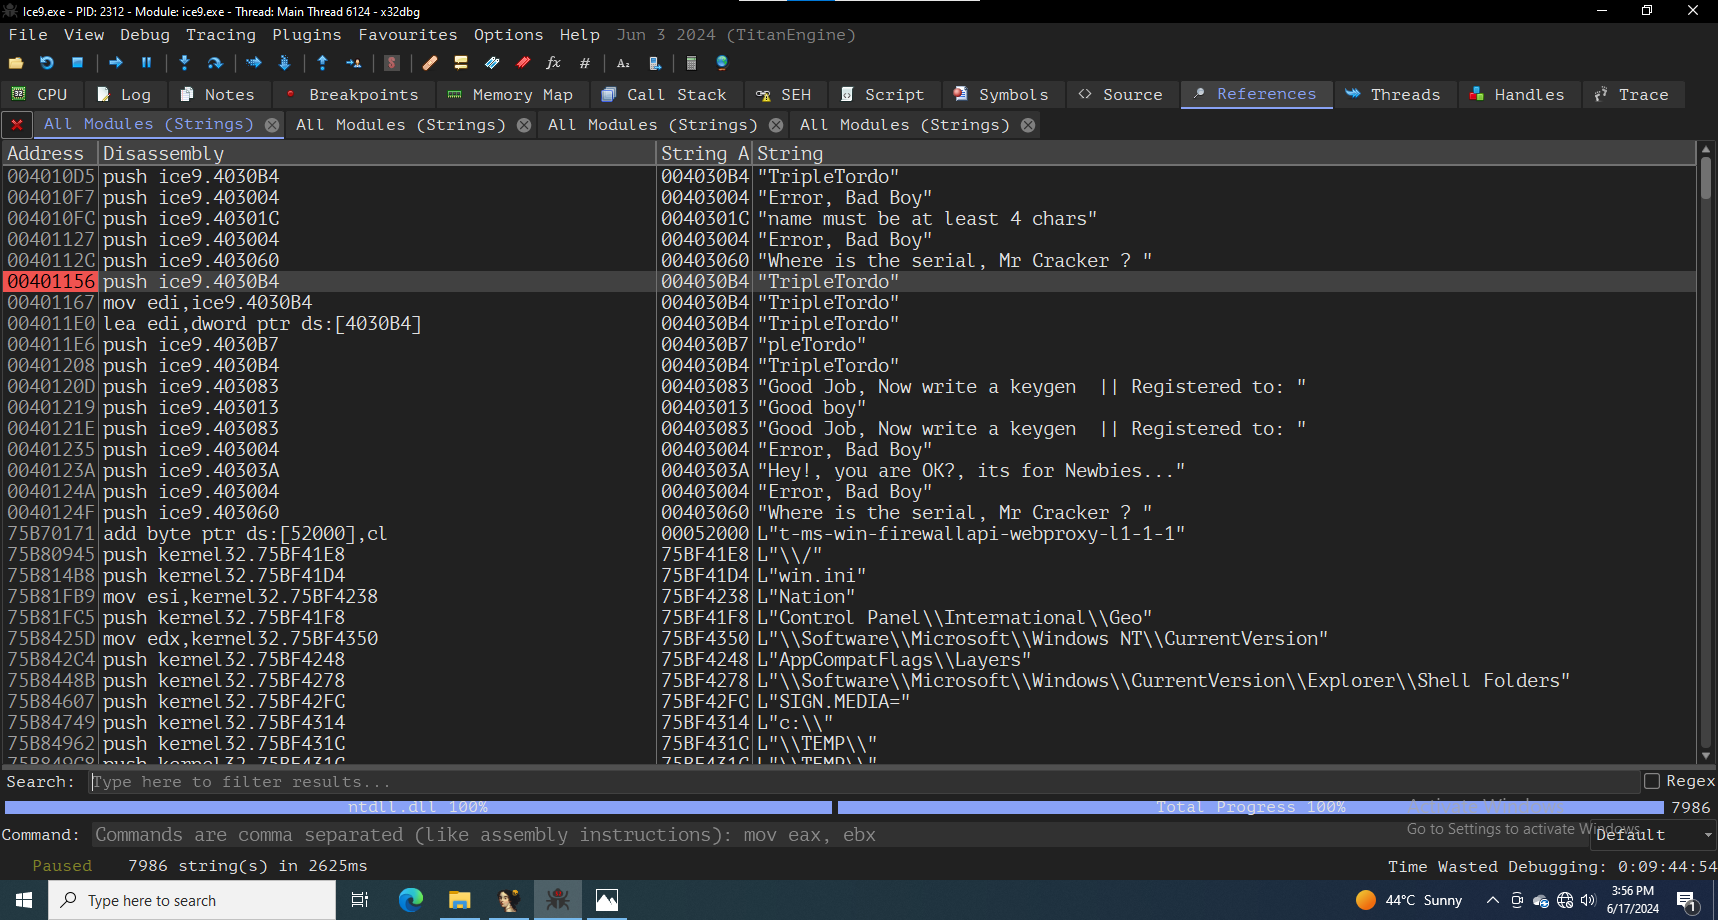 Ice9.exe - PID: 2312 - Module: ice9.exe - Thread: Main Thread 6124 - x32dbg
File View Debug Tracing Plugins Favourites Options Help Jun 3 2024 (TitanEngine)
CPU Log Notes Breakpoints Memory Map Call Stack SEH Script Symbols Source References Threads Handles Trace
All Modules (Strings) All Modules (Strings) All Modules (Strings) All Modules (Strings)
Address Disassembly String A String
004010D5 push ice9.4030B4 004030B4 "TripleTordo"
004010F7 push ice9.403004 00403004 "Error, Bad Boy"
004010FC push ice9.40301C 0040301C "name must be at least 4 chars"
00401127 push ice9.403004 00403004 "Error, Bad Boy"
0040112C push ice9.403060 00403060 "Where is the serial, Mr Cracker ? "
00401156 push ice9.4030B4 004030B4 "TripleTordo"
00401167 mov edi,ice9.4030B4 004030B4 "TripleTordo"
004011E0 lea edi,dword ptr ds:[4030B4] 004030B4 "TripleTordo"
004011E6 push ice9.4030B7 004030B7 "pleTordo"
00401208 push ice9.4030B4 004030B4 "TripleTordo"
0040120D push ice9.403083 00403083 "Good Job, Now write a keygen  || Registered to: "
00401219 push ice9.403013 00403013 "Good boy"
0040121E push ice9.403083 00403083 "Good Job, Now write a keygen  || Registered to: "
00401235 push ice9.403004 00403004 "Error, Bad Boy"
0040123A push ice9.40303A 0040303A "Hey!, you are OK?, its for Newbies..."
0040124A push ice9.403004 00403004 "Error, Bad Boy"
0040124F push ice9.403060 00403060 "Where is the serial, Mr Cracker ? "
75B70171 add byte ptr ds:[52000],cl 00052000 L"t-ms-win-firewallapi-webproxy-l1-1-1"
75B80945 push kernel32.75BF41E8 75BF41E8 L"\\/"
75B814B8 push kernel32.75BF41D4 75BF41D4 L"win.ini"
75B81FB9 mov esi,kernel32.75BF4238 75BF4238 L"Nation"
75B81FC5 push kernel32.75BF41F8 75BF41F8 L"Control Panel\\International\\Geo"
75B8425D mov edx,kernel32.75BF4350 75BF4350 L"\\Software\\Microsoft\\Windows NT\\CurrentVersion"
75B842C4 push kernel32.75BF4248 75BF4248 L"AppCompatFlags\\Layers"
75B8448B push kernel32.75BF4278 75BF4278 L"\\Software\\Microsoft\\Windows\\CurrentVersion\\Explorer\\Shell Folders"
75B84607 push kernel32.75BF42FC 75BF42FC L"SIGN.MEDIA="
75B84749 push kernel32.75BF4314 75BF4314 L"c:\\"
75B84962 push kernel32.75BF431C 75BF431C L"\\TEMP\\"
75B849C8 push kernel32.75BF431C 75BF431C L"\\TEMP\\"
Search: Type here to filter results... Regex
ntdll.dll 100% Total Progress 100% 7986
Activate Windows
Command: Commands are comma separated (like assembly instructions): mov eax, ebx Default
Go to Settings to activate Windows.
Paused 7986 string(s) in 2625ms Time Wasted Debugging: 0:09:44:54
Type here to search 44°C Sunny 3:56 PM
6/17/2024 1